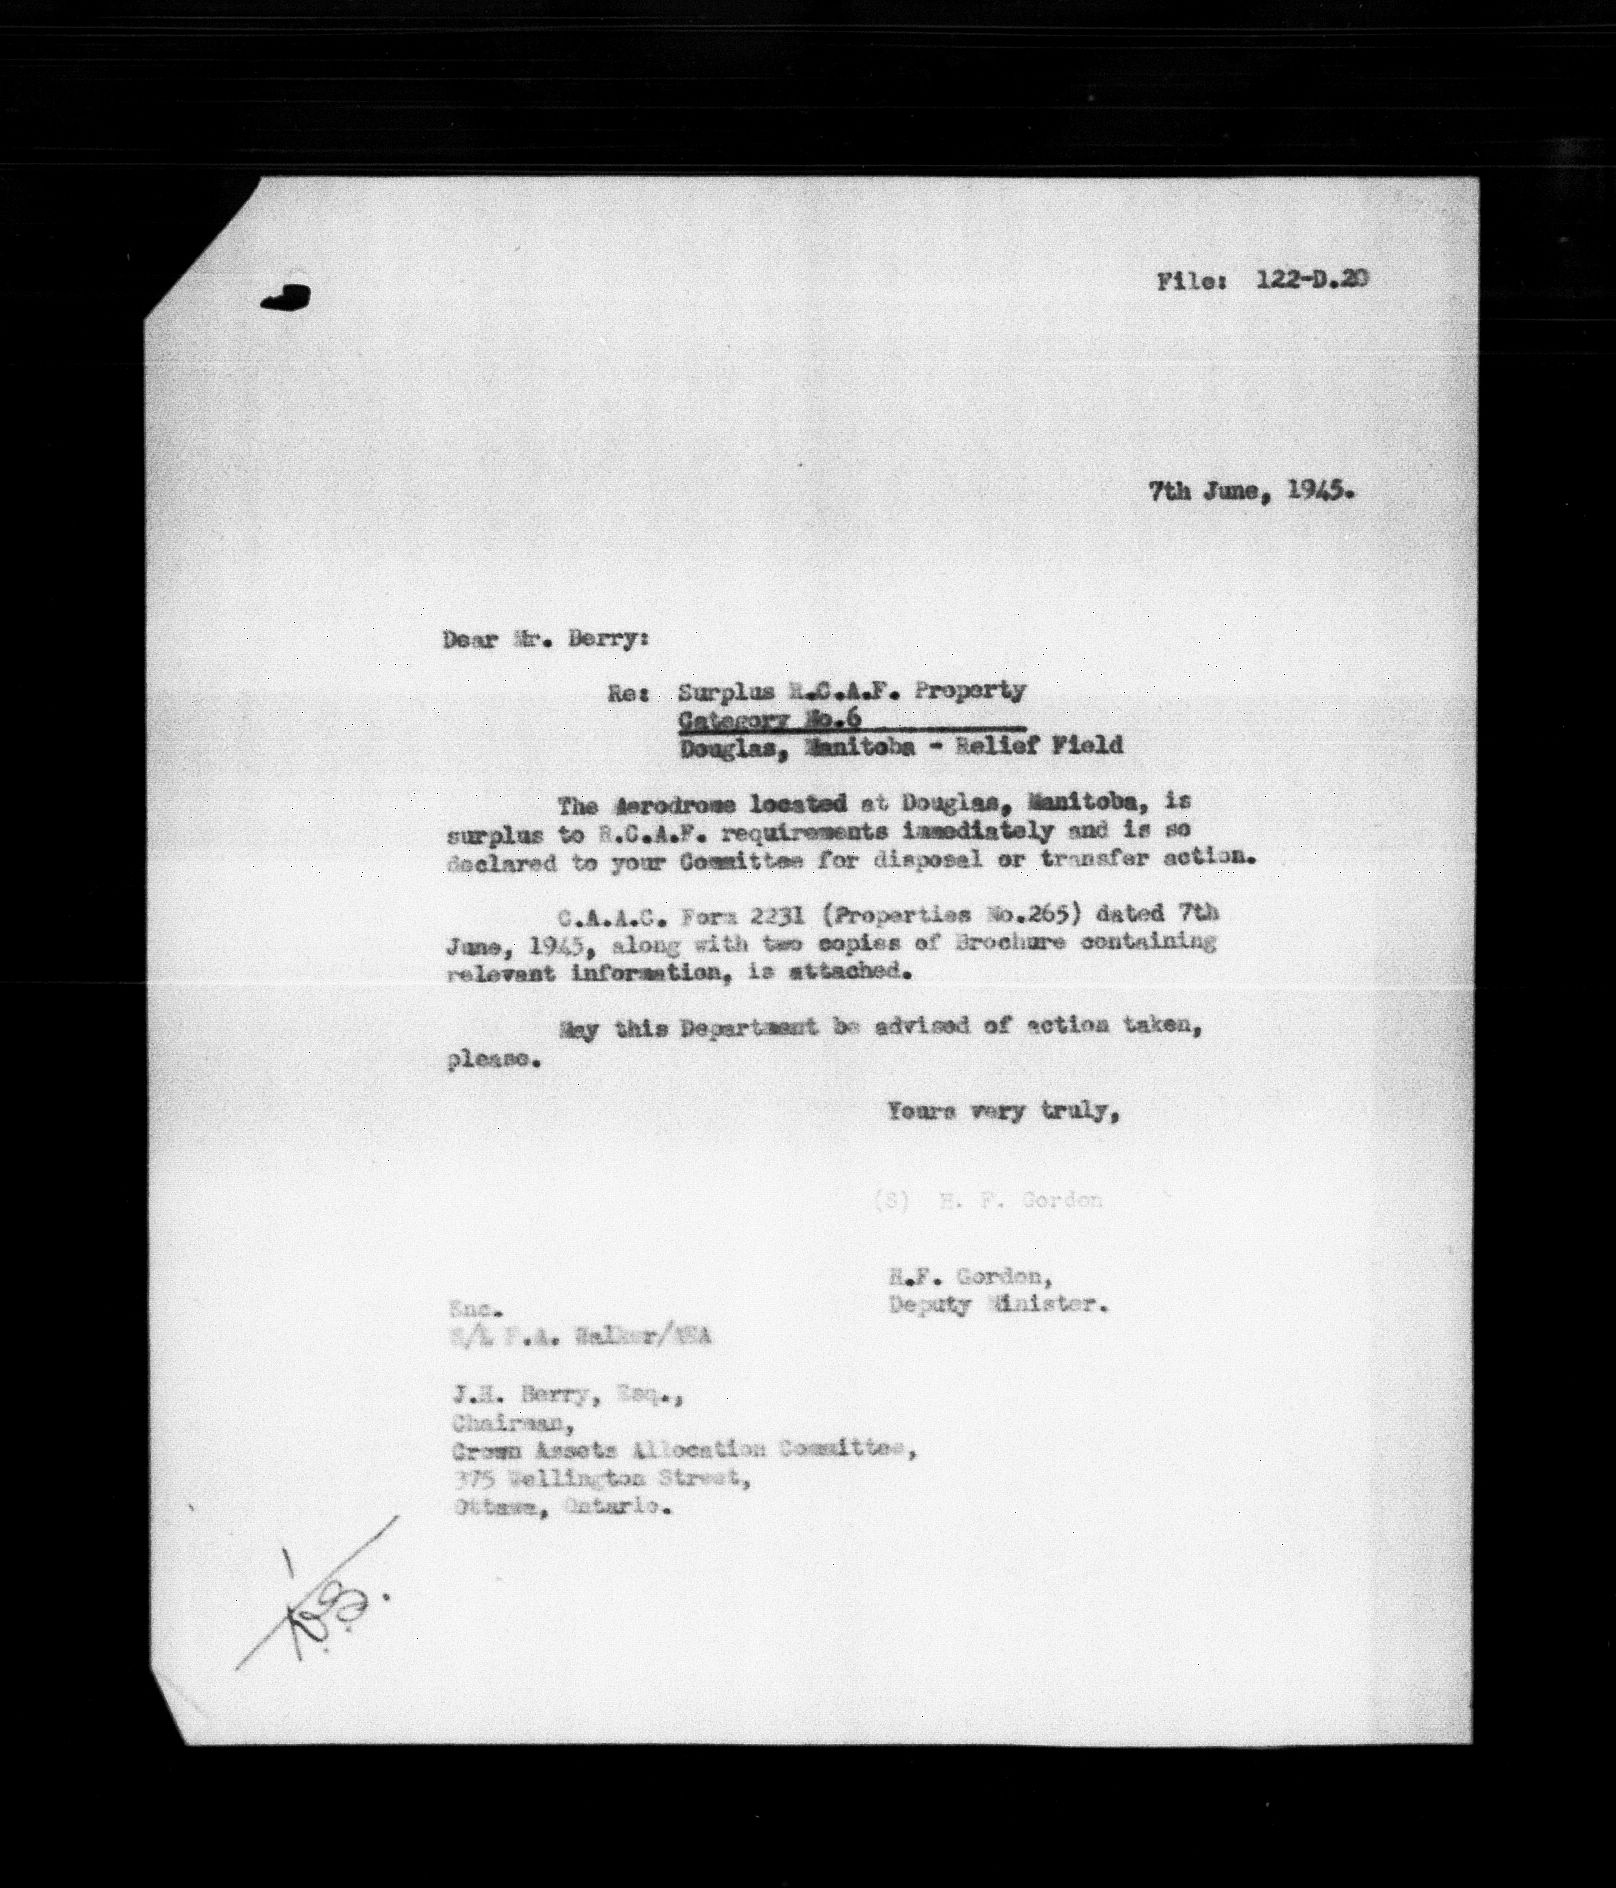 File: 122-D.20
7th June, 1945.
Dear Mr. Berry:
Re: Surplus R.C.A.F. Property
Category No.6
Douglas, Manitoba - Relief Field
The Aerodrome located at Douglas, Manitoba, is
surplus to R.C.A.F. requirements immediately and is so
declared to your Committee for disposal or transfer action.
C.A.A.C. Form 2231 (Properties No.265) dated 7th
June, 1945, along with two copies of Brochure containing
relevant information, is attached.
May this Department be advised of action taken,
please.
Yours very truly,
(S) H. F. Gordon
H.F. Gordon,
Deputy Minister.
Enc.
S/L F.A. Walker/
J.H. Berry, Esq.,
Chairman,
Crown Assets Allocation Committee,
375 Wellington Street,
Ottawa, Ontario.